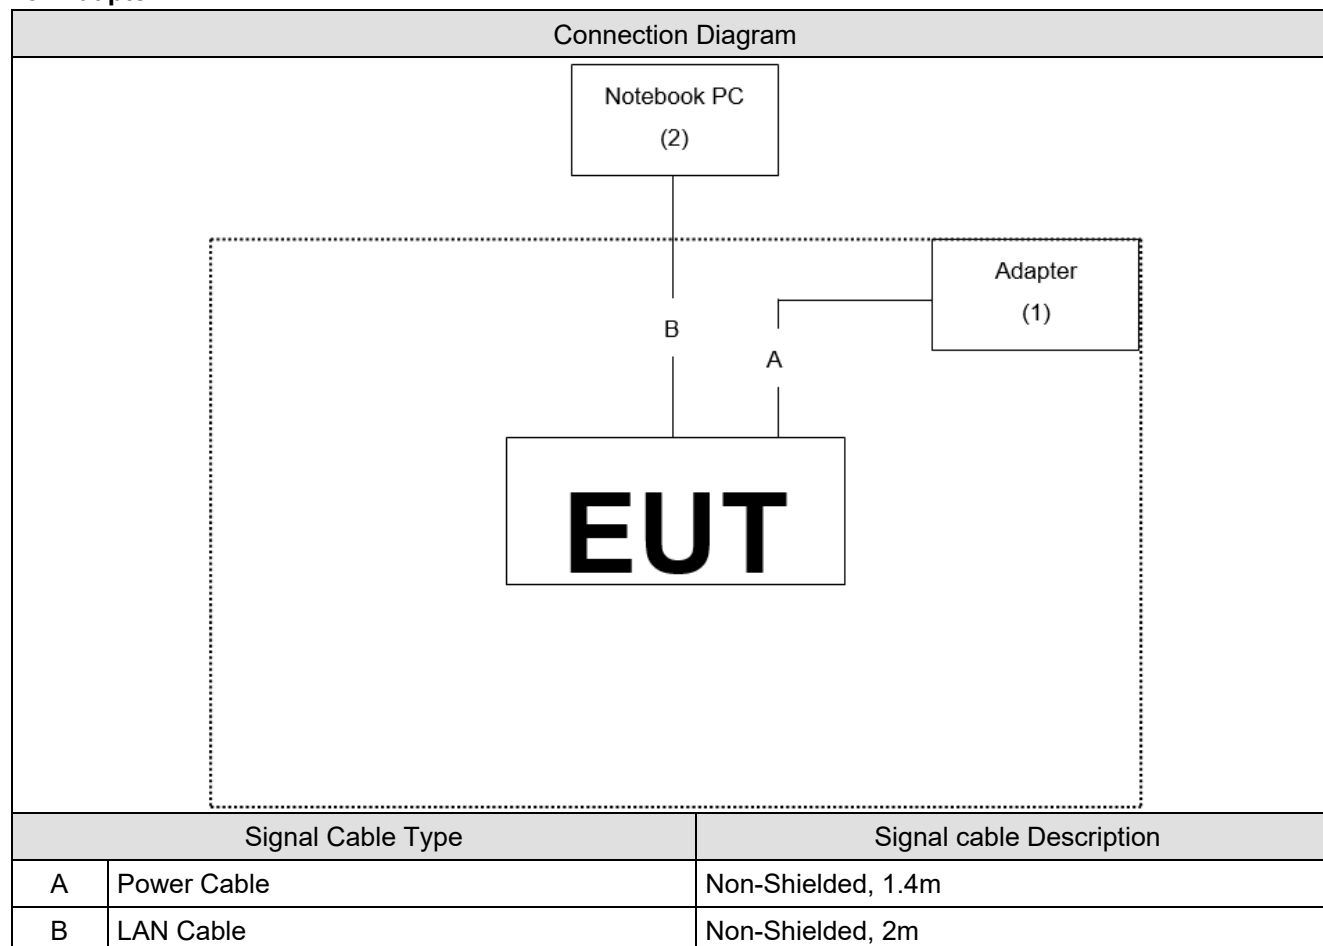 Connection Diagram
Notebook PC
(2)
Adapter
(1)
B
A
EUT
Signal Cable Type Signal cable Description
A Power Cable Non-Shielded, 1.4m
B LAN Cable Non-Shielded, 2m